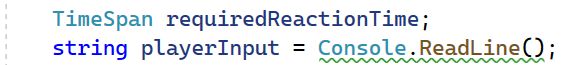 TimeSpan requiredReactionTime;
string playerInput = Console.ReadLine();